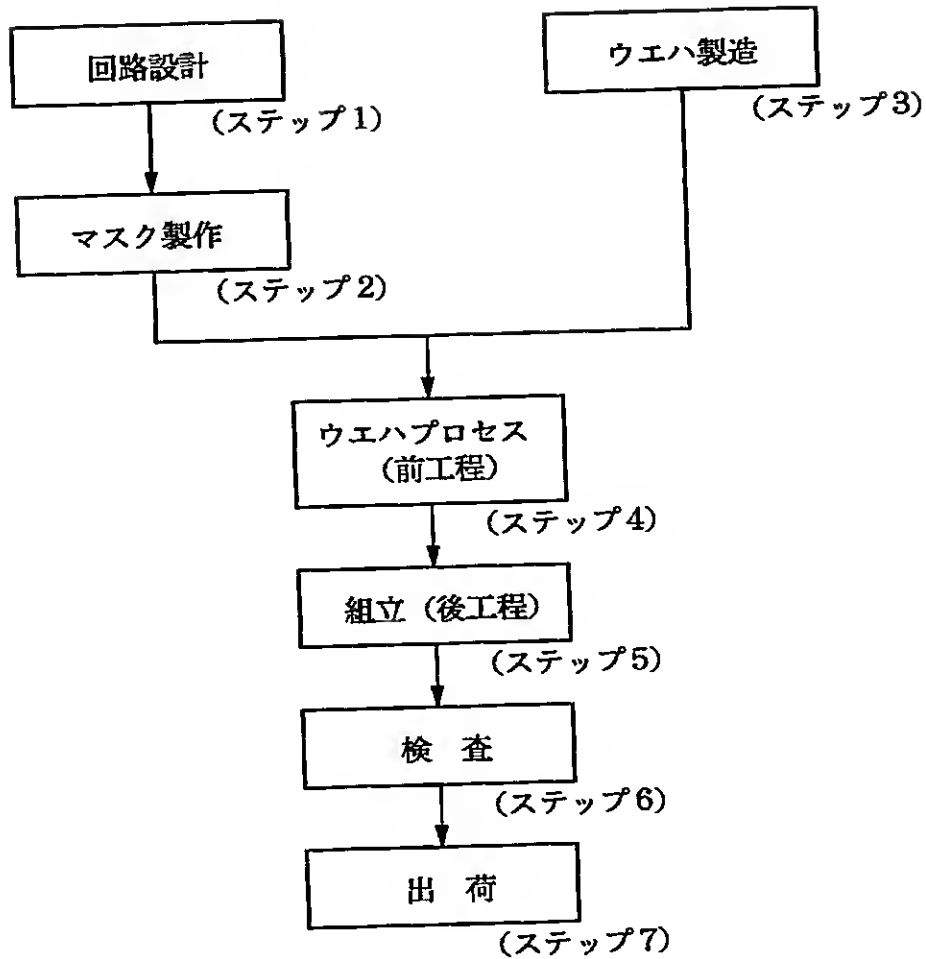 回路設計
(ステップ1)
マスク製作
(ステップ2)
ウエハ製造
(ステップ3)
ウエハプロセス
(前工程)
(ステップ4)
組立(後工程)
(ステップ5)
検 査
(ステップ6)
出 荷
(ステップ7)